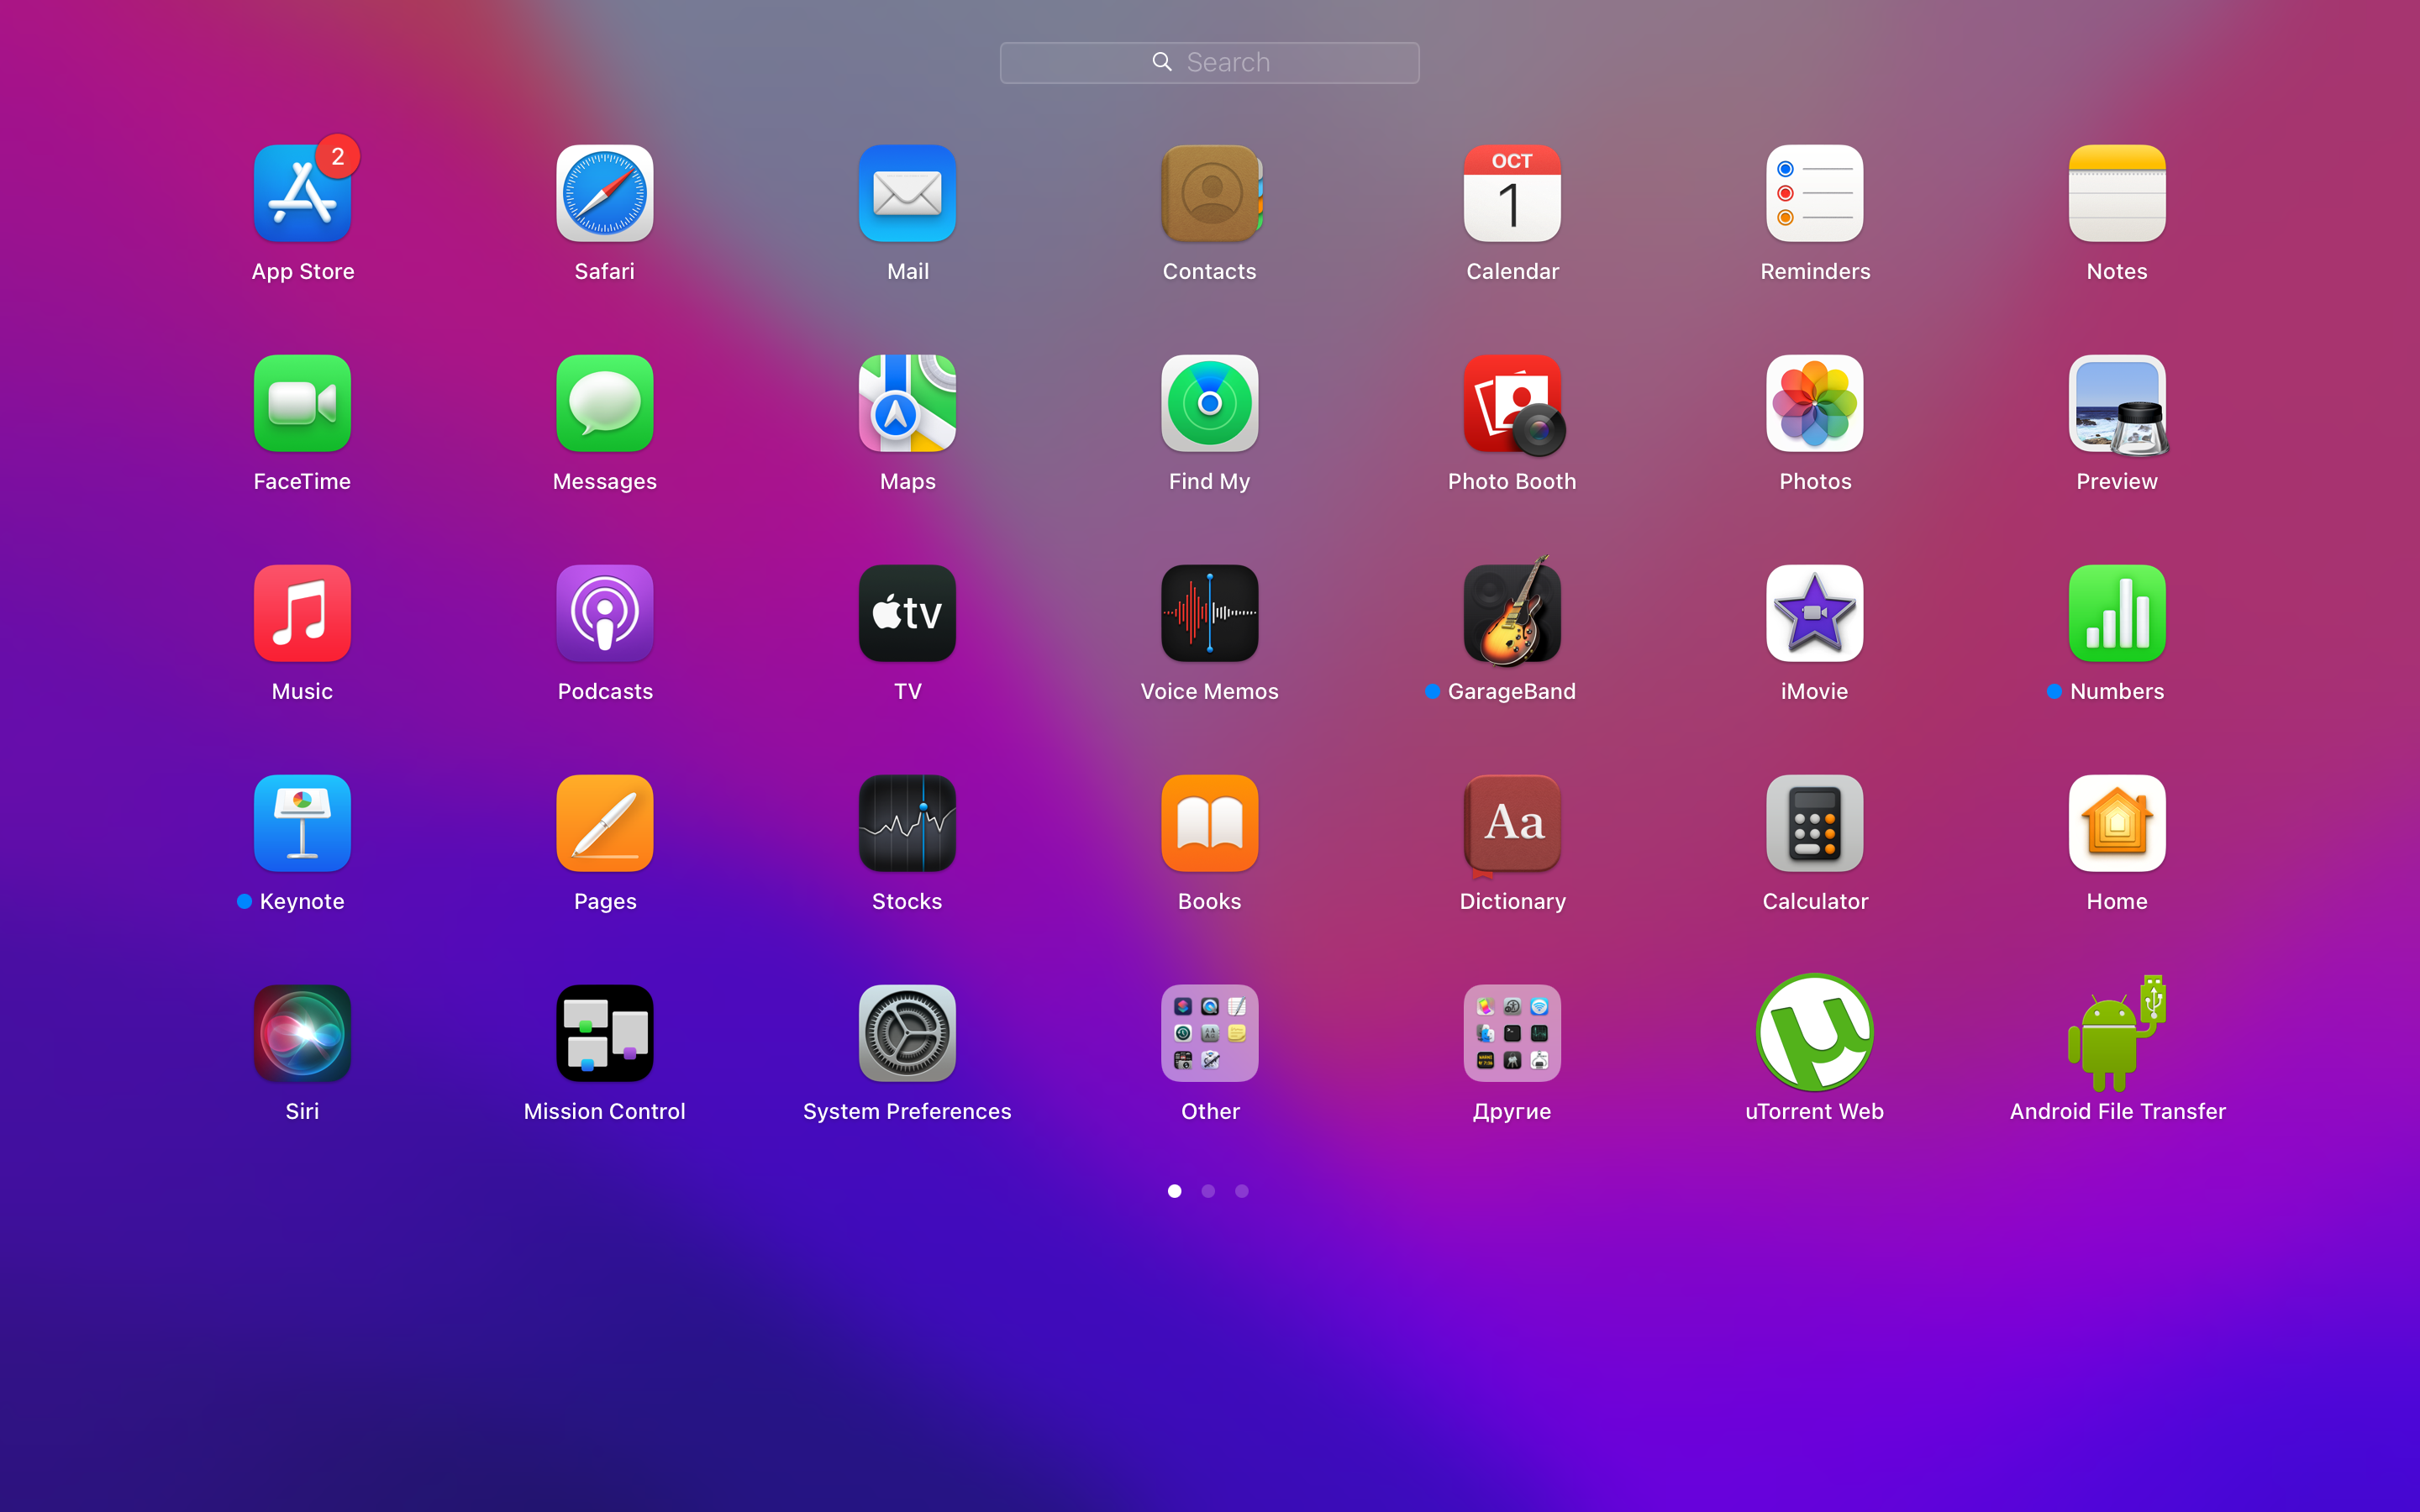 Search
2
OCT
1
App Store
Safari
Mail
Contacts
Calendar
Reminders
Notes
FaceTime
Messages
Maps
Find My
Photo Booth
Photos
Preview
tv
Music
Podcasts
TV
Voice Memos
GarageBand
iMovie
Numbers
Aa
Keynote
Pages
Stocks
Books
Dictionary
Calculator
Home
µ
Siri
Mission Control
System Preferences
Other
Другие
uTorrent Web
Android File Transfer